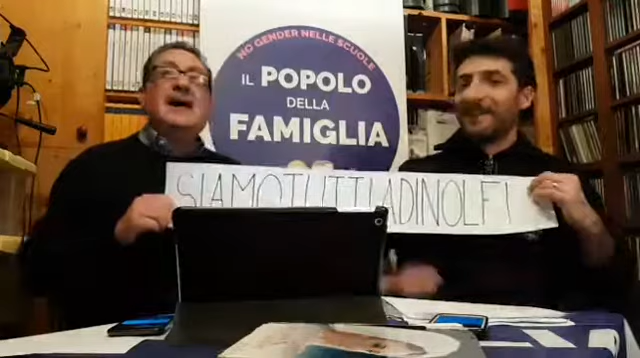 NO GENDER NELLE SCUOLE
IL POPOLO
DELLA
FAMIGLIA
SIAMOTUTTIADINOLFI